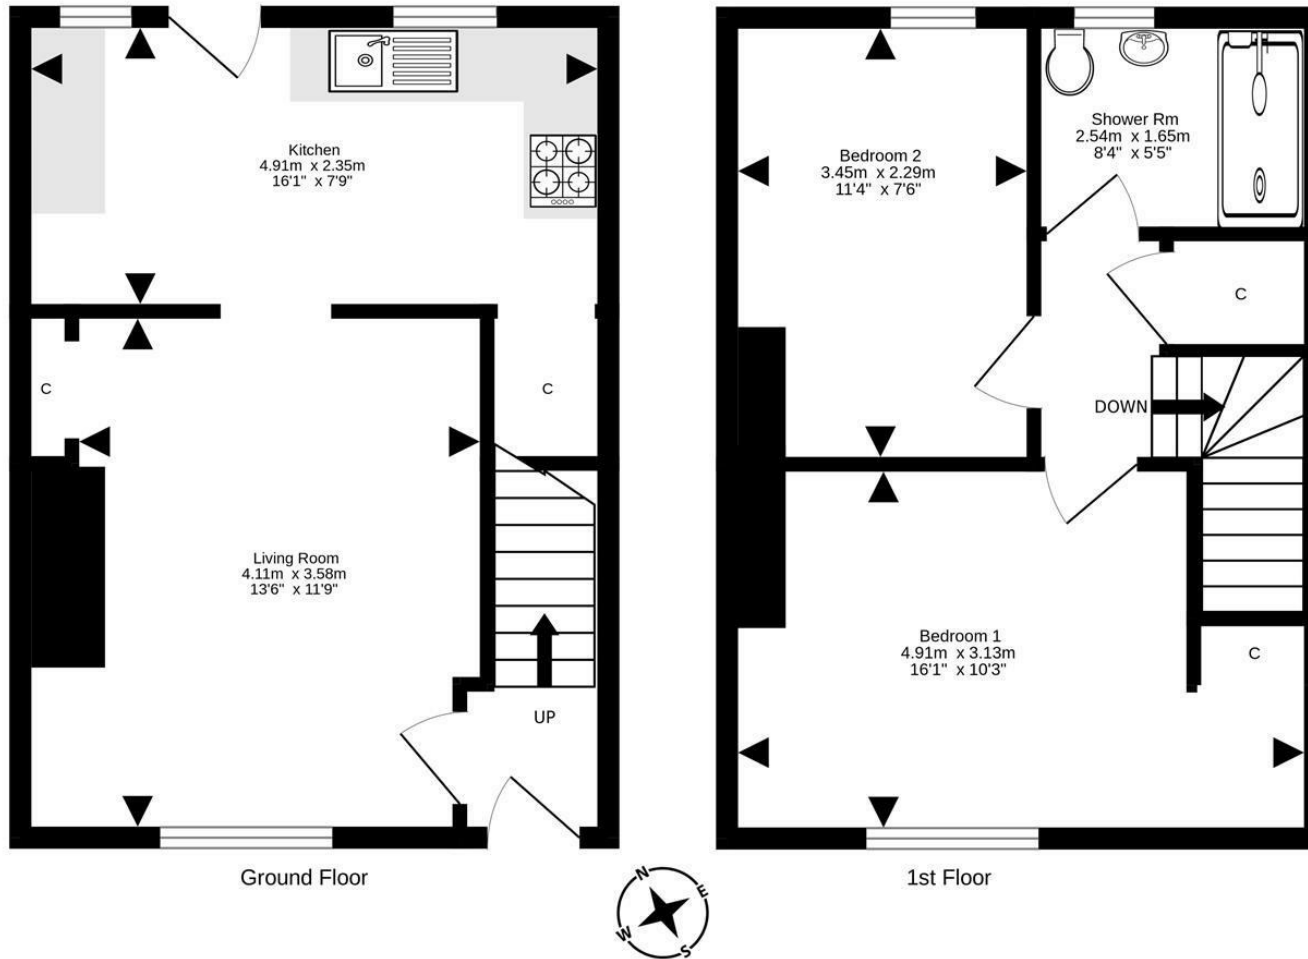 Kitchen
4.91m x 2.35m
16'1" x 7'9"
C
C
Living Room
4.11m x 3.58m
13'6" x 11'9"
UP
Ground Floor
Bedroom 2
3.45m x 2.29m
11'4" x 7'6"
Shower Rm
2.54m x 1.65m
8'4" x 5'5"
C
DOWN
Bedroom 1
4.91m x 3.13m
16'1" x 10'3"
C
1st Floor
N
E
W
S